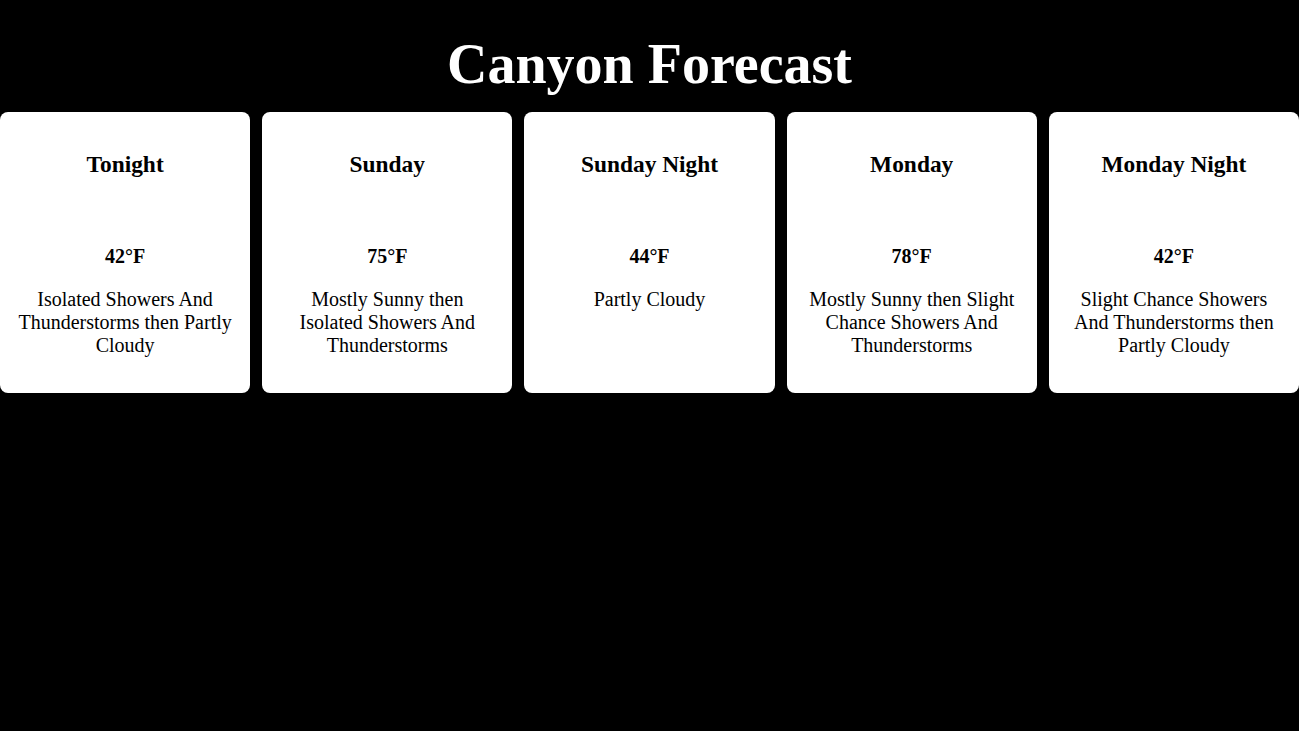 Canyon Forecast
Tonight
42°F
Isolated Showers And
Thunderstorms then Partly
Cloudy
Sunday
75°F
Mostly Sunny then
Isolated Showers And
Thunderstorms
Sunday Night
44°F
Partly Cloudy
Monday
78°F
Mostly Sunny then Slight
Chance Showers And
Thunderstorms
Monday Night
42°F
Slight Chance Showers
And Thunderstorms then
Partly Cloudy